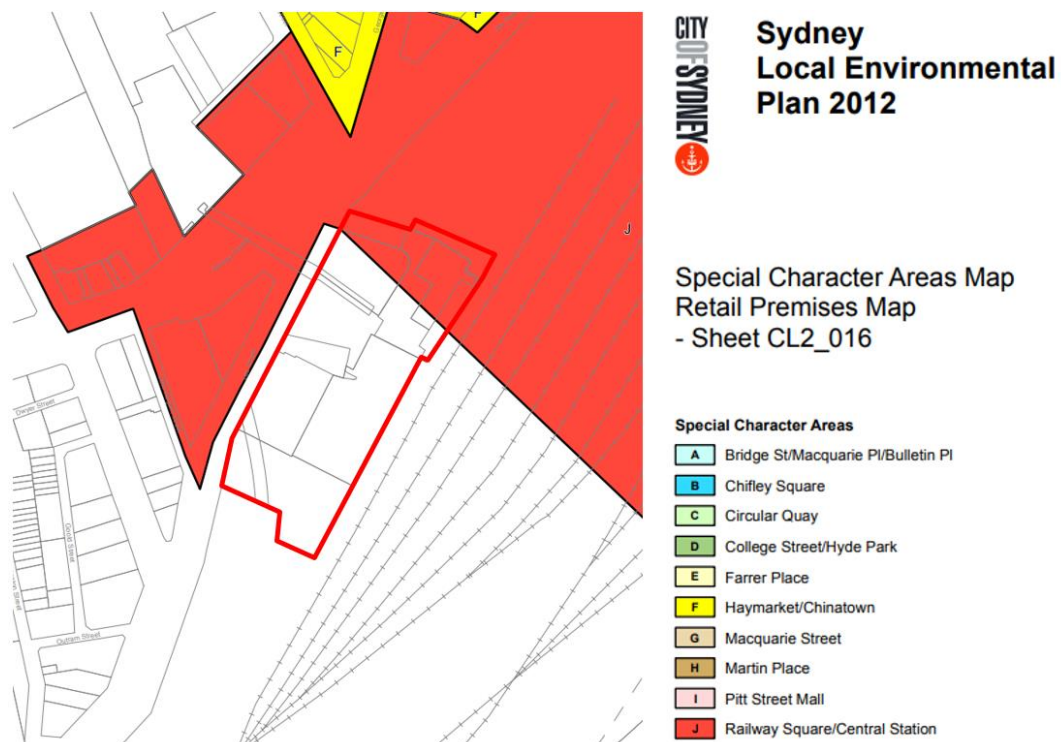 F
F
J
Dwyer Street
Goold Street
Outram Street
CITY
OF
SYDNEY
Sydney
Local Environmental
Plan 2012
Special Character Areas Map
Retail Premises Map
- Sheet CL2_016
Special Character Areas
A Bridge St/Macquarie Pl/Bulletin Pl
B Chifley Square
C Circular Quay
D College Street/Hyde Park
E Farrer Place
F Haymarket/Chinatown
G Macquarie Street
H Martin Place
I Pitt Street Mall
J Railway Square/Central Station